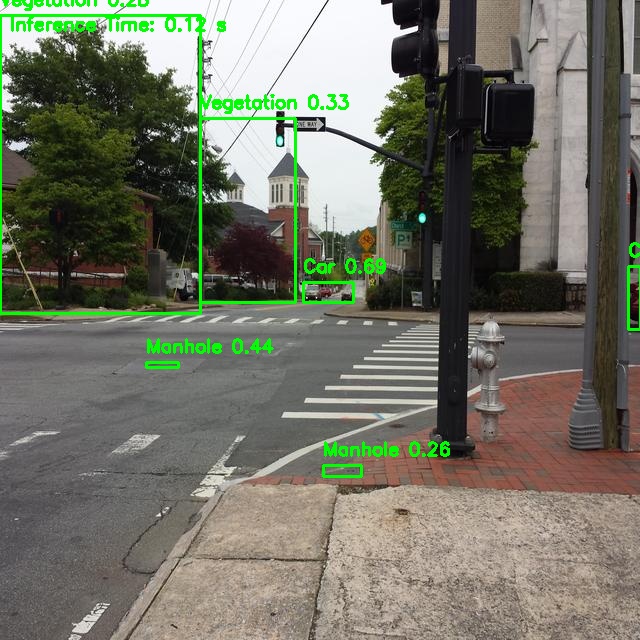 Vegetation 0.28
Inference Time: 0.12 s
Vegetation 0.33
ONE WAY
Church
P
Car 0.69
C
Manhole 0.44
Manhole 0.26